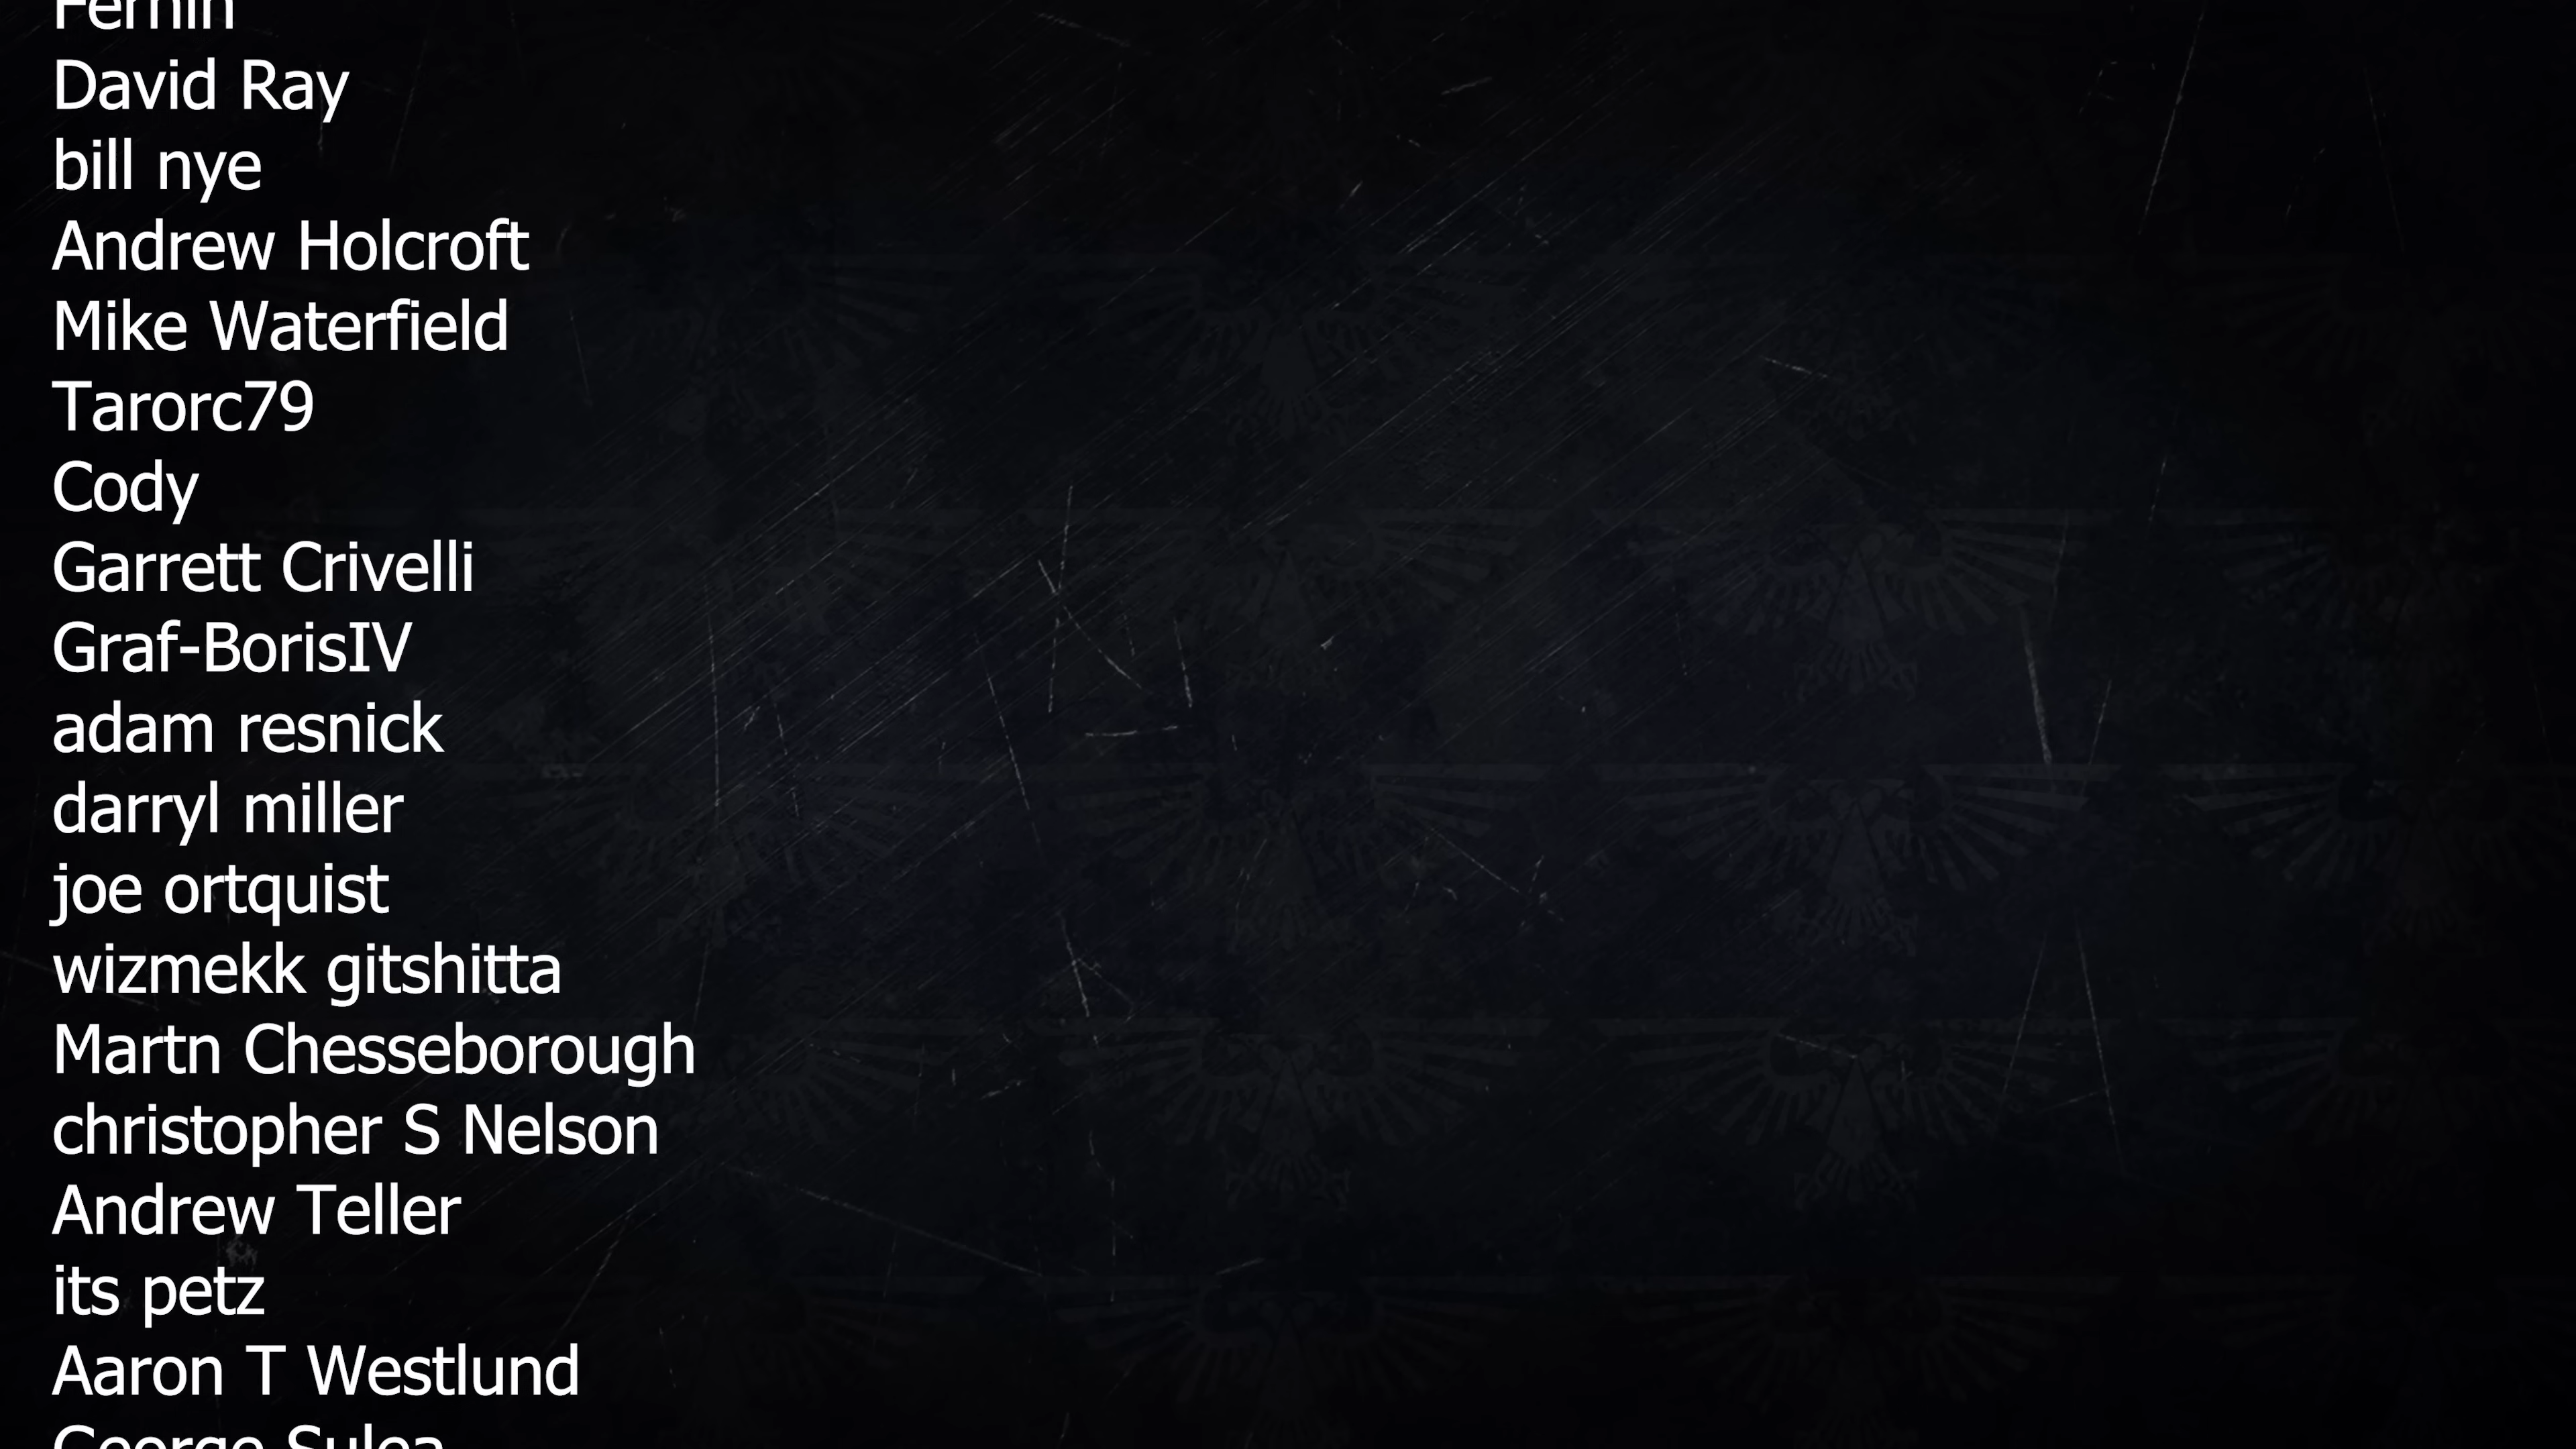 David Ray
bill nye
Andrew Holcroft
Mike Waterfield
Tarorc79
Cody
Garrett Crivelli
Graf-BorisIV
adam resnick
darryl miller
joe ortquist
wizmekk gitshitta
Martn Chesseborough
christopher S Nelson
Andrew Teller
its petz
Aaron T Westlund
George